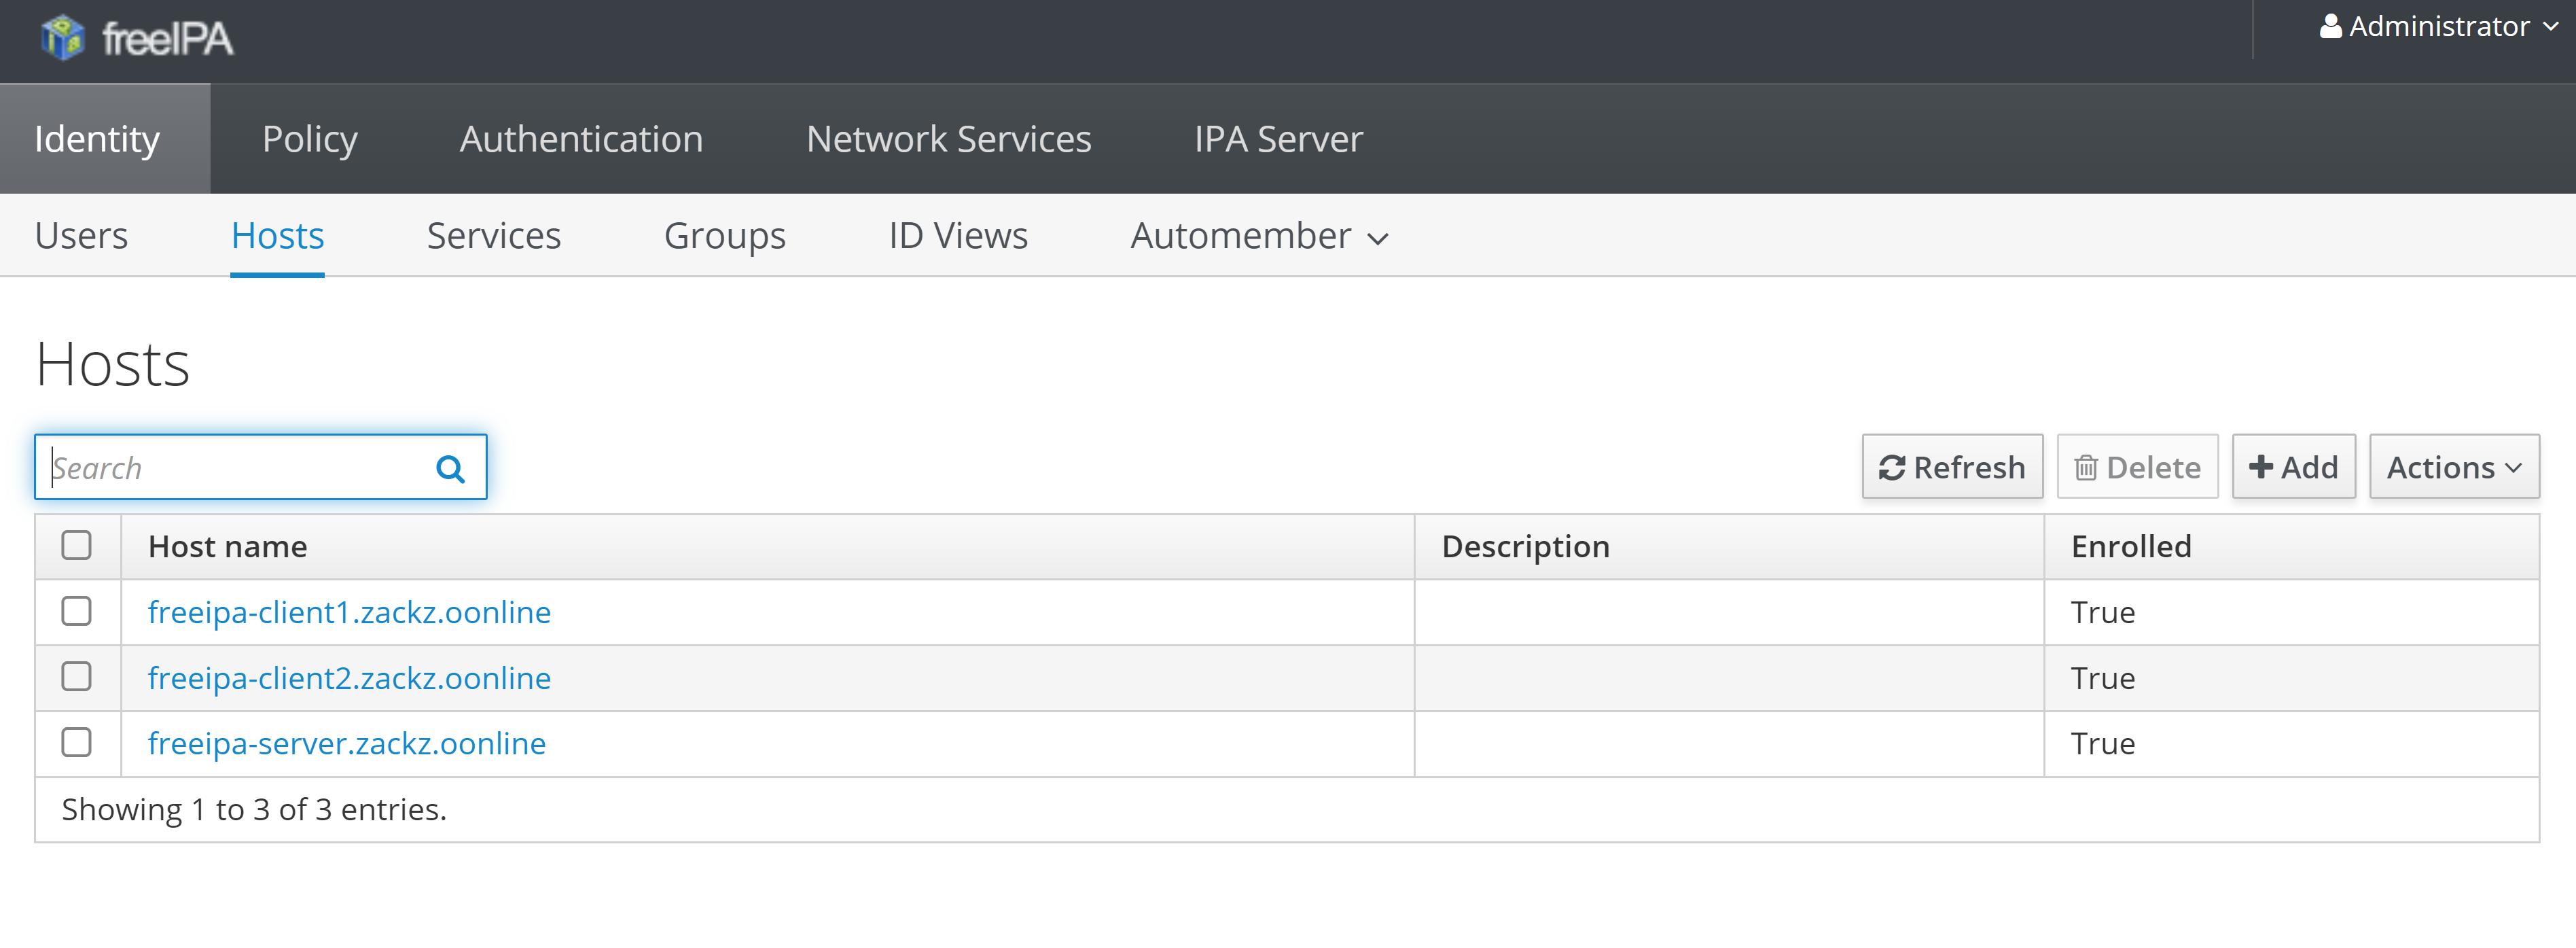 freeIPA
Administrator
Identity Policy Authentication Network Services IPA Server
Users Hosts Services Groups ID Views Automember
Hosts
Search Refresh Delete Add Actions
Host name Description Enrolled
freeipa-client1.zackz.oonline True
freeipa-client2.zackz.oonline True
freeipa-server.zackz.oonline True
Showing 1 to 3 of 3 entries.